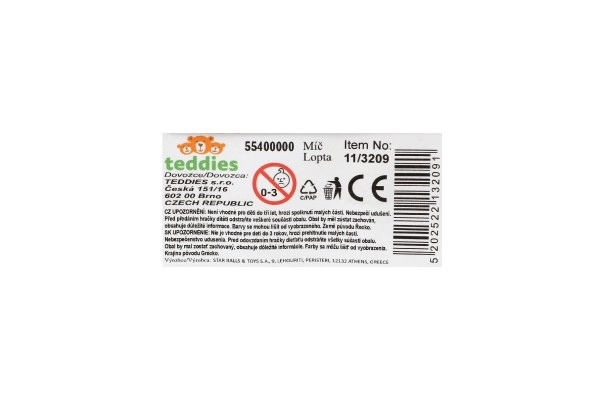 teddies
55400000 Míč
Lopta
Item No:
11/3209
Dovozce/Dovozca:
TEDDIES s.r.o.
Česká 151/16
602 00 Brno
CZECH REPUBLIC
0-3
C/PAP
CE
CZ UPOZORNĚNÍ: Není vhodné pro děti do tří let, hrozí spolknutí malých částí. Nebezpečí udušení.
Před předáním hračky dítěti odstraňte veškeré součásti obalu. Obal by měl zůstat zachován,
obsahuje důležité informace. Barvy se mohou lišit od vyobrazeného. Země původu Řecko.
SK UPOZORNENIE: Nie je vhodné pre deti do 3 rokov, hrozí prehltnutie malých častí.
Nebezpečenstvo udusenia. Pred odovzdaním hračky dieťaťu odstráňte všetky súčasti obalu.
Obal by mal zostať zachovaný, obsahuje dôležité informácie. Farby sa môžu líšiť od vyobrazeného.
Krajina pôvodu Grécko.
Výrobce/Výrobca: STAR BALLS & TOYS S.A., 9, LEHOURITI, PERISTERI, 12132 ATHENS, GREECE
5 202522 132091